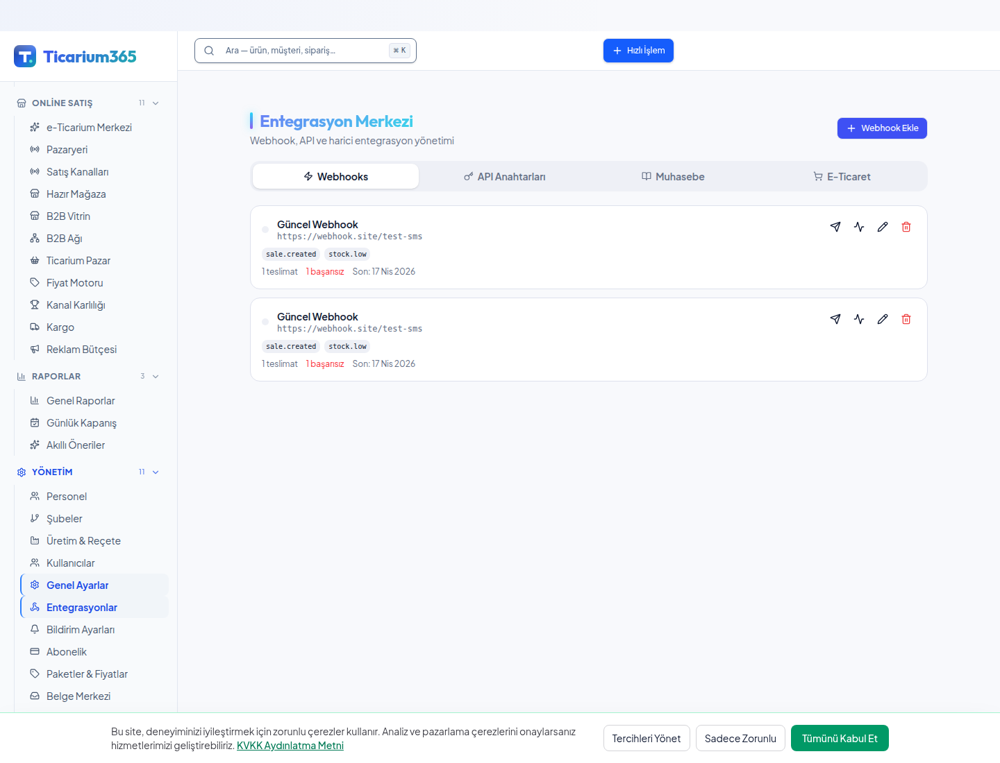 Ticarium365
Ara — ürün, müşteri, sipariş...
⌘ K
Hızlı İşlem
ONLİNE SATIŞ 11
e-Ticarium Merkezi
Pazaryeri
Satış Kanalları
Hazır Mağaza
B2B Vitrin
B2B Ağı
Ticarium Pazar
Fiyat Motoru
Kanal Karlılığı
Kargo
Reklam Bütçesi
RAPORLAR 3
Genel Raporlar
Günlük Kapanış
Akıllı Öneriler
YÖNETİM 11
Personel
Şubeler
Üretim & Reçete
Kullanıcılar
Genel Ayarlar
Entegrasyonlar
Bildirim Ayarları
Abonelik
Paketler & Fiyatlar
Belge Merkezi
Entegrasyon Merkezi
Webhook, API ve harici entegrasyon yönetimi
Webhook Ekle
Webhooks
API Anahtarları
Muhasebe
E-Ticaret
Güncel Webhook
https://webhook.site/test-sms
sale.created stock.low
1 teslimat 1 başarısız Son: 17 Nis 2026
Güncel Webhook
https://webhook.site/test-sms
sale.created stock.low
1 teslimat 1 başarısız Son: 17 Nis 2026
Bu site, deneyiminizi iyileştirmek için zorunlu çerezler kullanır. Analiz ve pazarlama çerezlerini onaylarsanız
hizmetlerimizi geliştirebiliriz. KVKK Aydınlatma Metni
Tercihleri Yönet
Sadece Zorunlu
Tümünü Kabul Et